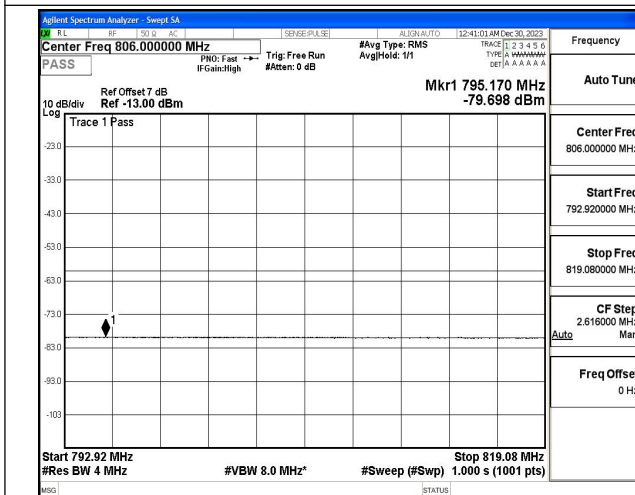 Agilent Spectrum Analyzer - Swept SA
RL RF 50 Ω AC SENSE:PULSE ALIGN AUTO 12:41:01 AM Dec 30, 2023
Center Freq 806.000000 MHz
PASS
PNO: Fast
IFGain:High
Trig: Free Run
#Atten: 0 dB
#Avg Type: RMS
Avg|Hold: 1/1
TRACE 1 2 3 4 5 6
TYPE A WWWWW
DET A A A A A A
Mkr1 795.170 MHz
-79.698 dBm
Ref Offset 7 dB
10 dB/div Ref -13.00 dBm
Log
Trace 1 Pass
-23.0
-33.0
-43.0
-53.0
-63.0
-73.0
1
-83.0
-93.0
-103
Start 792.92 MHz Stop 819.08 MHz
#Res BW 4 MHz #VBW 8.0 MHz* #Sweep (#Swp) 1.000 s (1001 pts)
MSG STATUS
Frequency
Auto Tune
Center Freq
806.000000 MHz
Start Freq
792.920000 MHz
Stop Freq
819.080000 MHz
CF Step
2.616000 MHz
Auto Man
Freq Offset
0 Hz